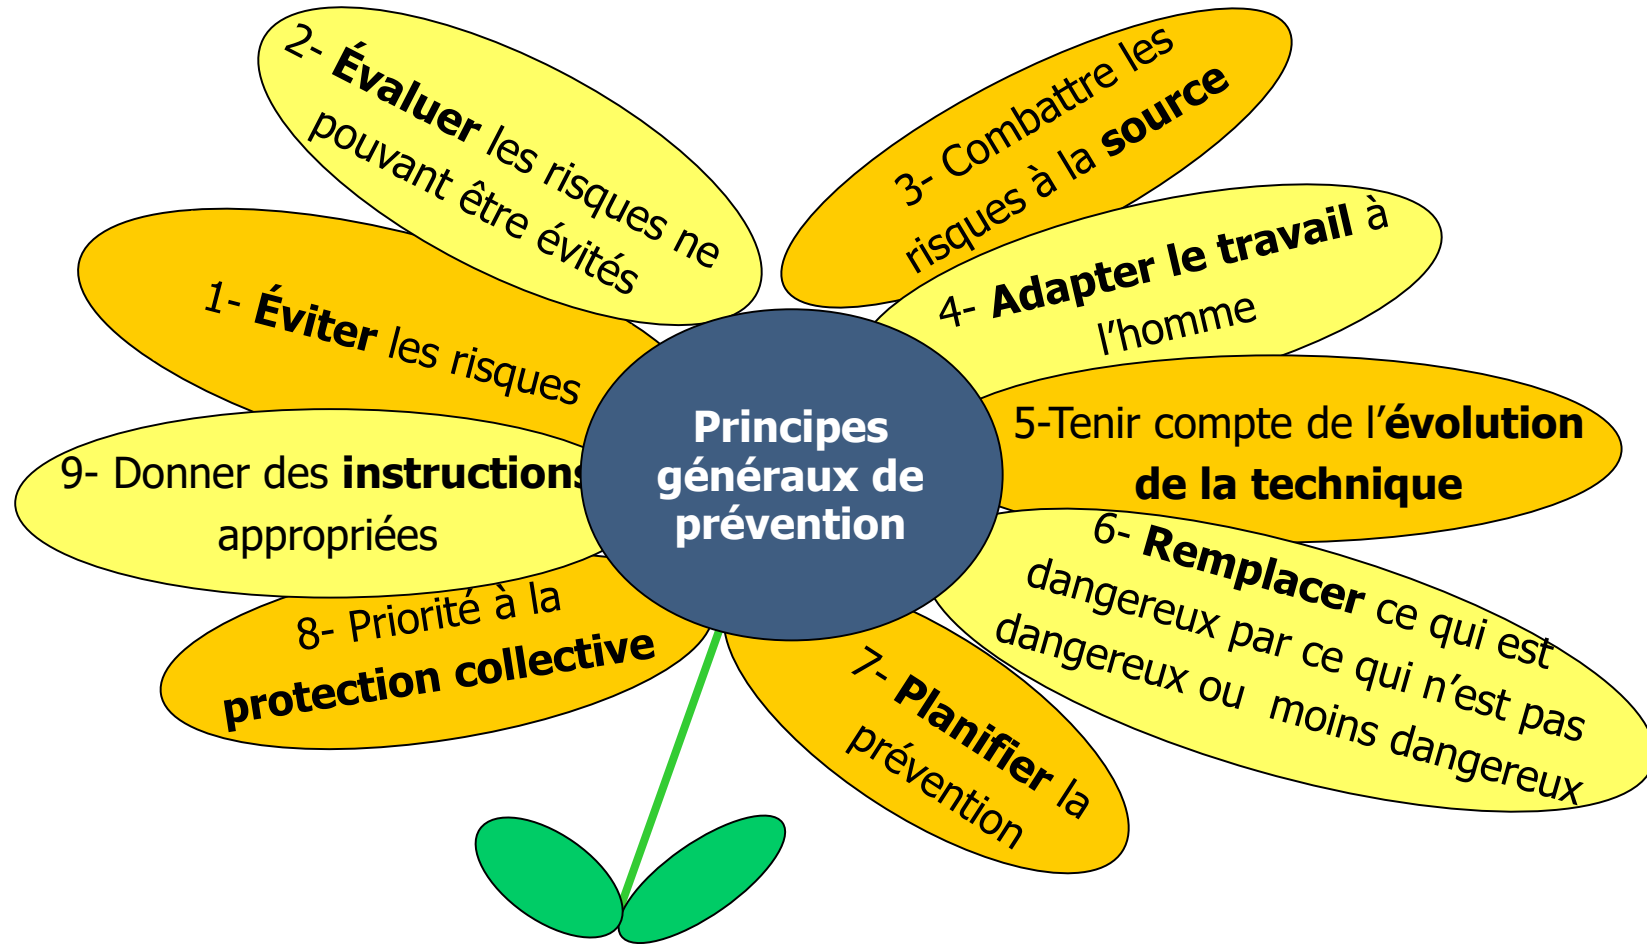 Principes
généraux de
prévention
1- Éviter les risques
2- Évaluer les risques ne
pouvant être évités
3- Combattre les
risques à la source
4- Adapter le travail à
l’homme
5-Tenir compte de l’évolution
de la technique
6- Remplacer ce qui est
dangereux par ce qui n’est pas
dangereux ou  moins dangereux
7- Planifier la
prévention
8- Priorité à la
protection collective
9- Donner des instructions
appropriées